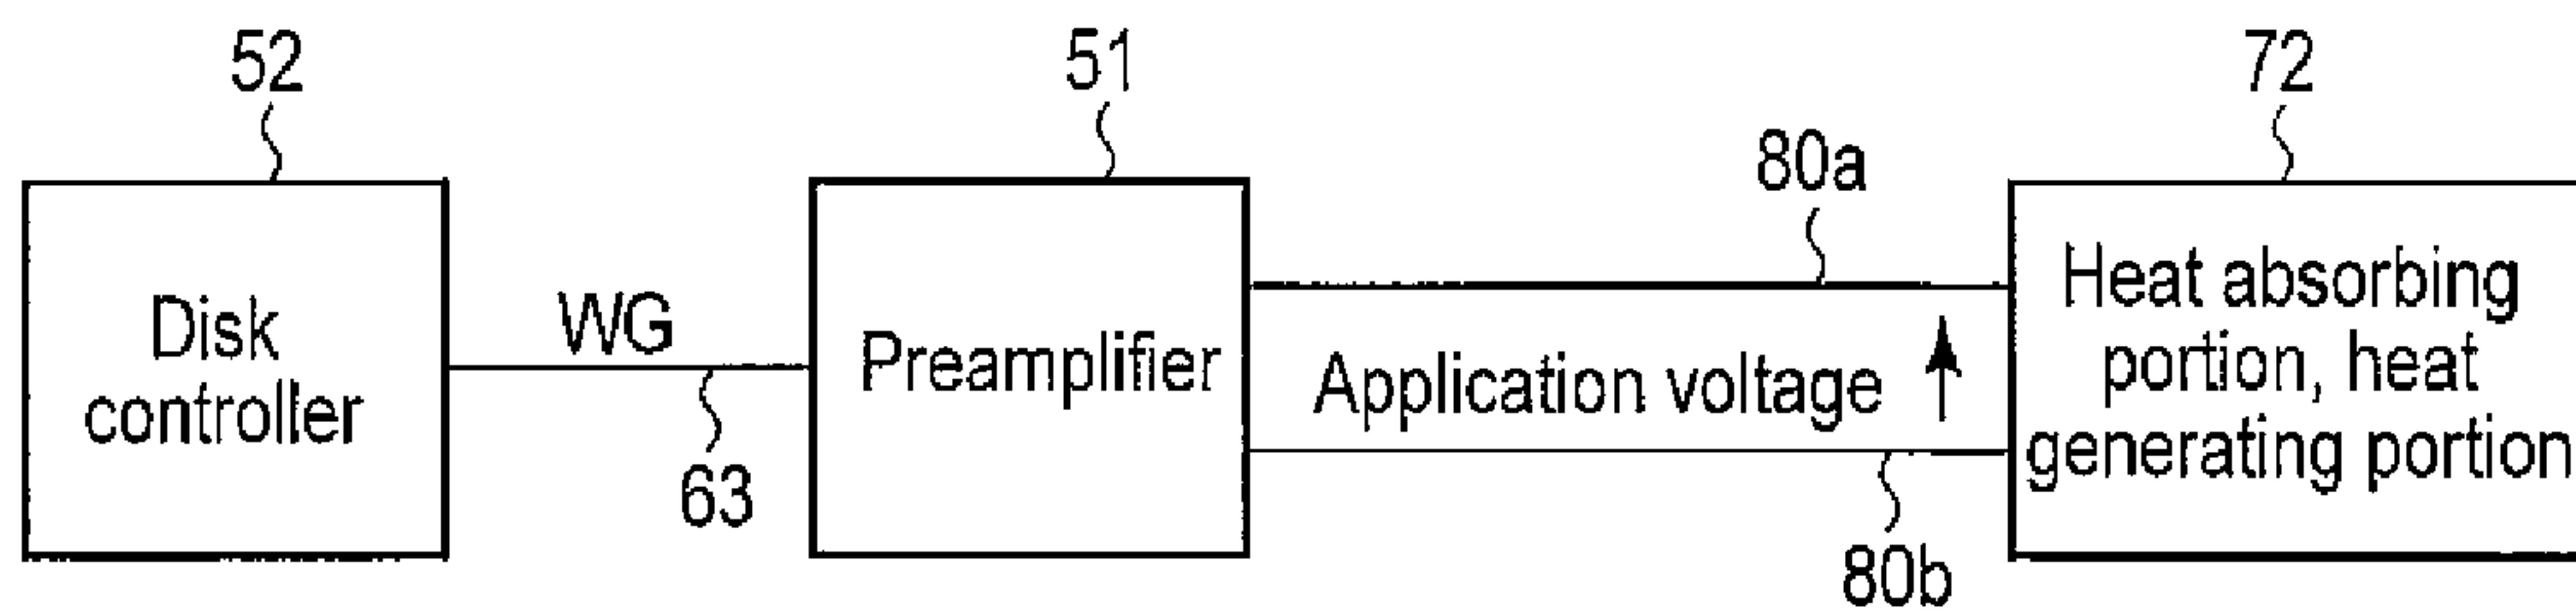 52
51
72
80a
Disk
controller
WG
63
Preamplifier
Application voltage
Heat absorbing
portion, heat
generating portion
80b